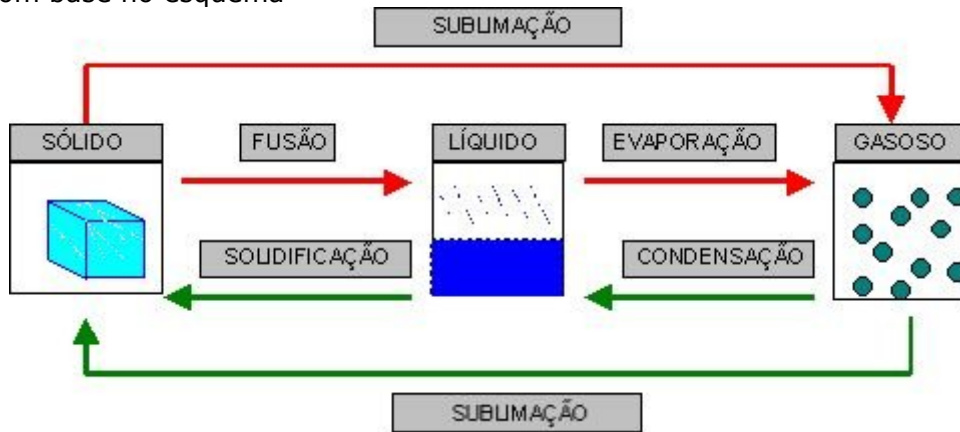 om base no esquema
SUBLIMAÇÃO
SÓLIDO FUSÃO LÍQUIDO EVAPORAÇÃO GASOSO
SOLIDIFICAÇÃO CONDENSAÇÃO
SUBLIMAÇÃO